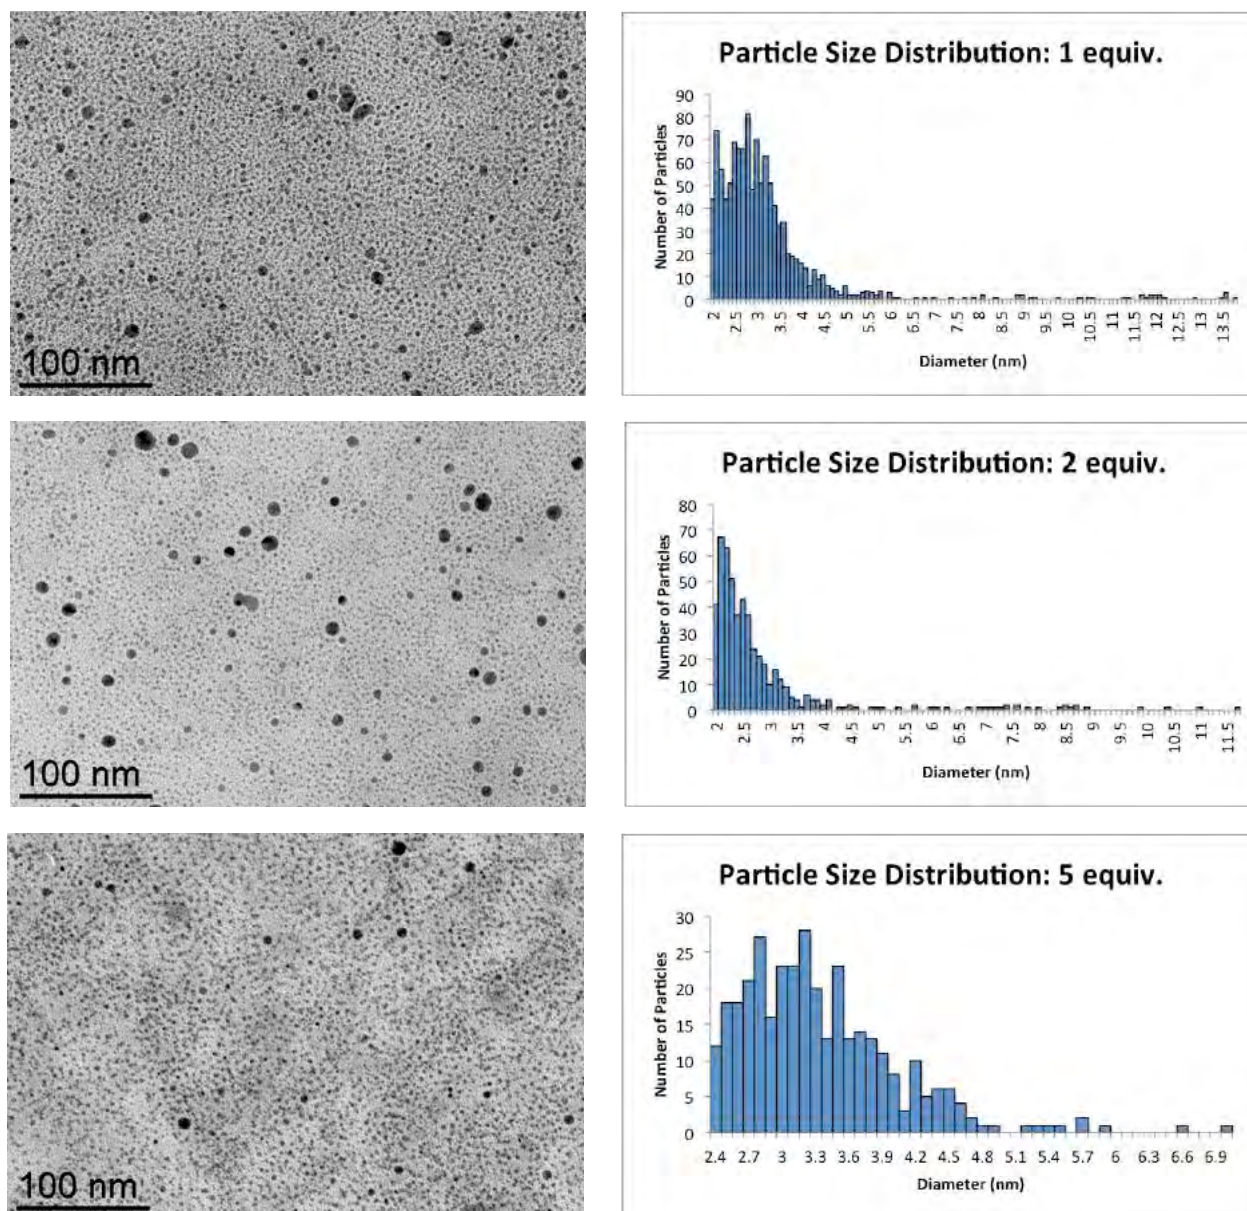 100 nm
Particle Size Distribution: 1 equiv.
Number of Particles
90
80
70
60
50
40
30
20
10
0
2 2.5 3 3.5 4 4.5 5 5.5 6 6.5 7 7.5 8 8.5 9 9.5 10 10.5 11 11.5 12 12.5 13 13.5
Diameter (nm)
100 nm
Particle Size Distribution: 2 equiv.
Number of Particles
80
70
60
50
40
30
20
10
0
2 2.5 3 3.5 4 4.5 5 5.5 6 6.5 7 7.5 8 8.5 9 9.5 10 10.5 11 11.5
Diameter (nm)
100 nm
Particle Size Distribution: 5 equiv.
Number of Particles
30
25
20
15
10
5
0
2.4 2.7 3 3.3 3.6 3.9 4.2 4.5 4.8 5.1 5.4 5.7 6 6.3 6.6 6.9
Diameter (nm)